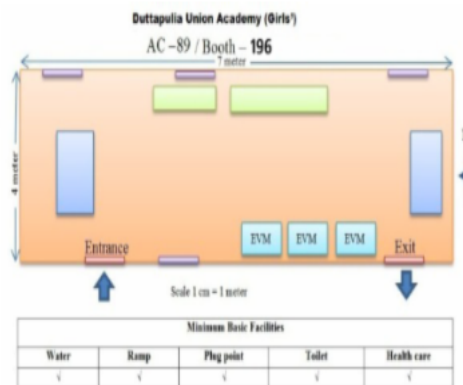 Duttapulia Union Academy (Girls')
AC -89 / Booth - 196
7 meter
4 meter
EVM EVM EVM
Entrance Exit
Scale 1 cm = 1 meter
Minimum Basic Facilities
Water Ramp Plug point Toilet Health care
√ √ √ √ √